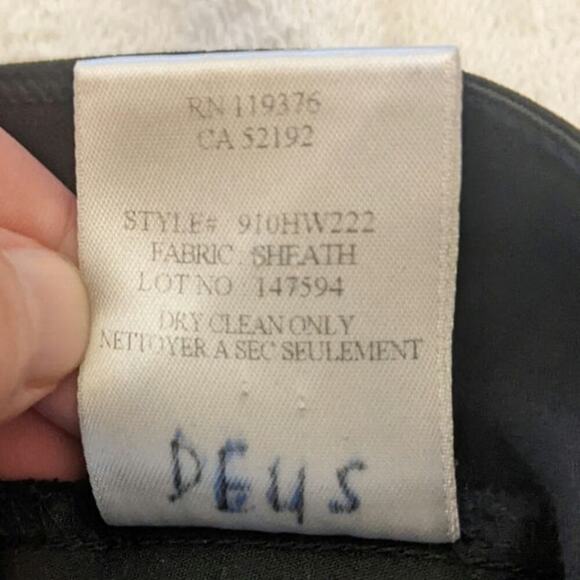 RN 119376
CA 52192
STYLE# 910HW222
FABRIC : SHEATH
LOT NO : 147594
DRY CLEAN ONLY
NETTOYER A SEC SEULEMENT
DEUS